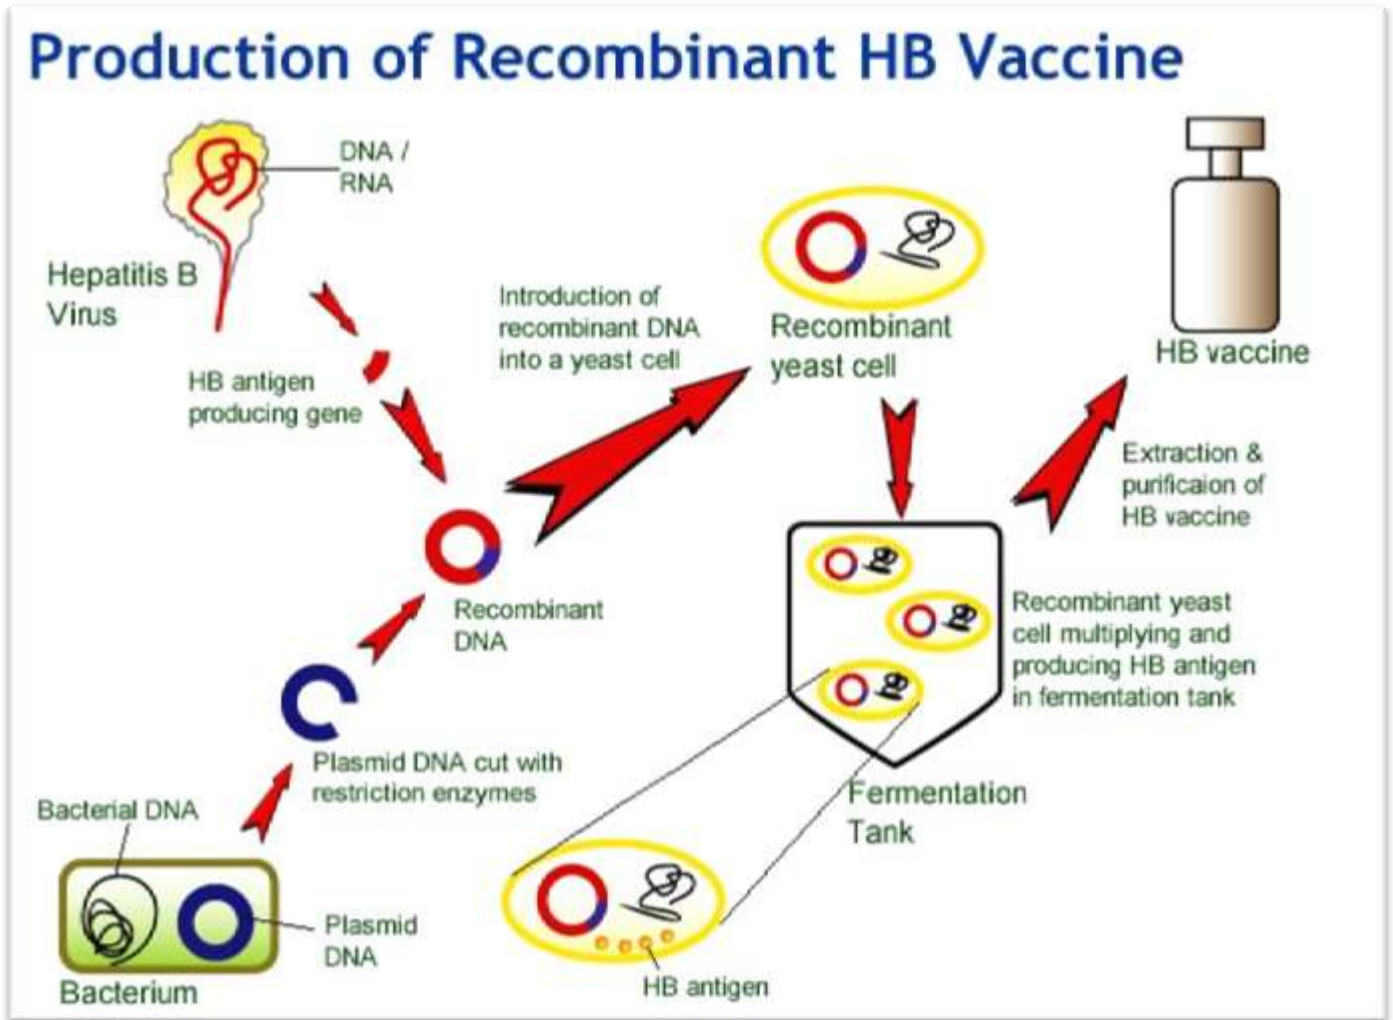 Production of Recombinant HB Vaccine
DNA /
RNA
Hepatitis B
Virus
HB antigen
producing gene
Introduction of
recombinant DNA
into a yeast cell
Recombinant
yeast cell
HB vaccine
Extraction &
purificaion of
HB vaccine
Recombinant
DNA
Recombinant yeast
cell multiplying and
producing HB antigen
in fermentation tank
Plasmid DNA cut with
restriction enzymes
Fermentation
Tank
Bacterial DNA
Plasmid
DNA
Bacterium
HB antigen